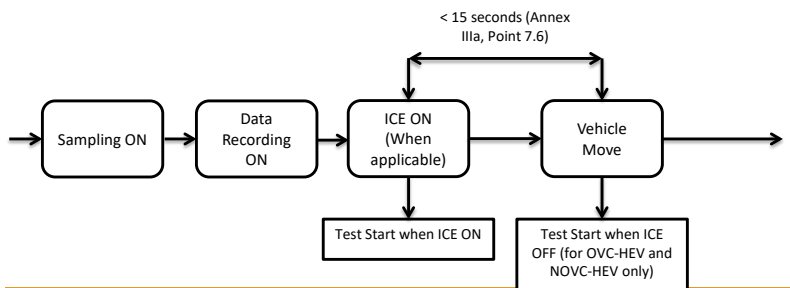 < 15 seconds (Annex
IIIa, Point 7.6)
Sampling ON
Data
Recording
ON
ICE ON
(When
applicable)
Vehicle
Move
Test Start when ICE ON
Test Start when ICE
OFF (for OVC-HEV and
NOVC-HEV only)